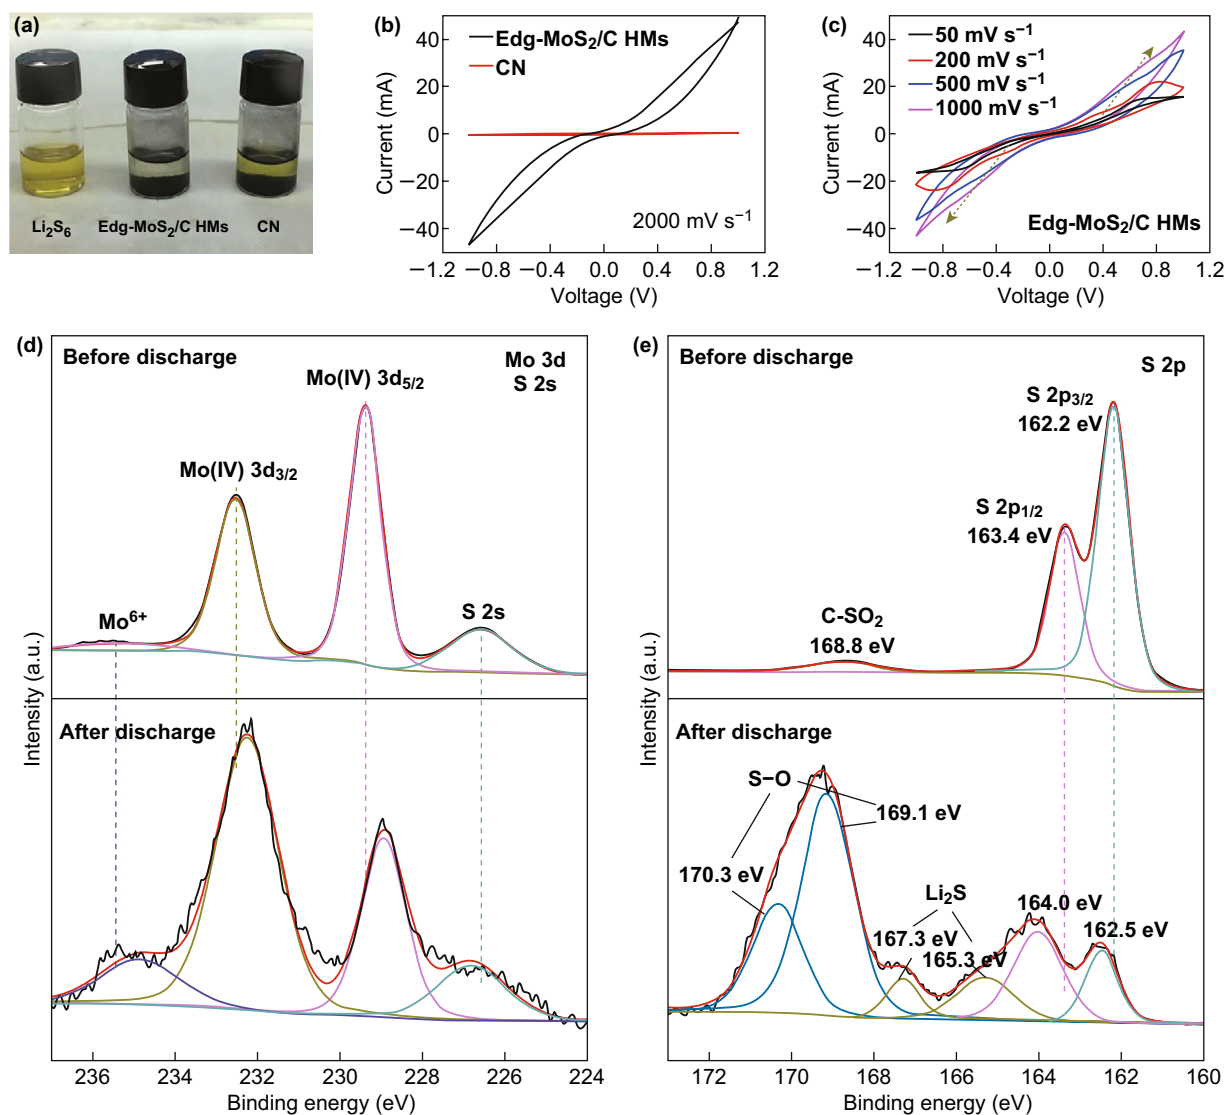 (a)
Li₂S₆
Edg-MoS₂/C HMs
CN
(b)
Edg-MoS₂/C HMs
CN
2000 mV s⁻¹
Current (mA)
40
20
0
−20
−40
−1.2 −0.8 −0.4 0.0 0.4 0.8 1.2
Voltage (V)
(c)
50 mV s⁻¹
200 mV s⁻¹
500 mV s⁻¹
1000 mV s⁻¹
Edg-MoS₂/C HMs
Current (mA)
40
20
0
−20
−40
−1.2 −0.8 −0.4 0.0 0.4 0.8 1.2
Voltage (V)
(d)
Before discharge
Mo 3d
S 2s
Mo(IV) 3d₅/₂
Mo(IV) 3d₃/₂
Mo⁶⁺
S 2s
After discharge
Intensity (a.u.)
236 234 232 230 229 228 226 224
Binding energy (eV)
(e)
Before discharge
S 2p
S 2p₃/₂
162.2 eV
S 2p₁/₂
163.4 eV
C-SO₂
168.8 eV
After discharge
S−O
169.1 eV
170.3 eV
Li₂S
167.3 eV
165.3 eV
164.0 eV
162.5 eV
Intensity (a.u.)
172 170 168 166 164 162 160
Binding energy (eV)